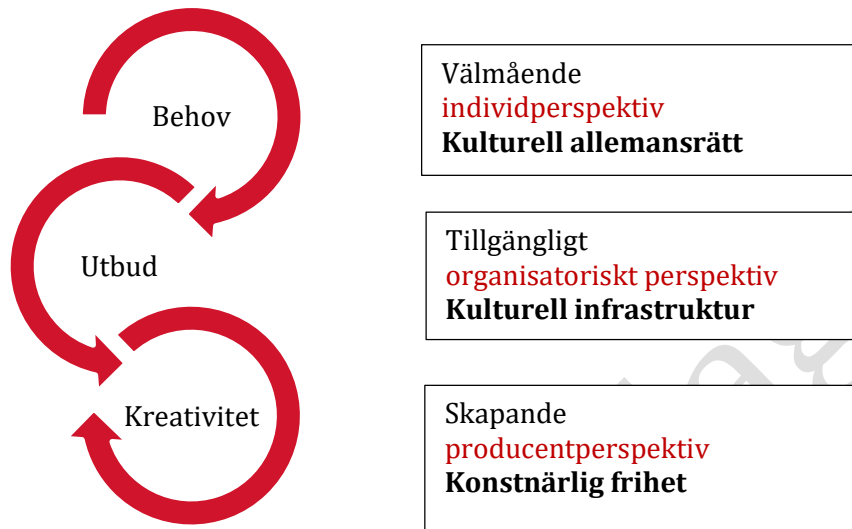 Behov
Välmående
individperspektiv
Kulturell allemansrätt
Utbud
Tillgängligt
organisatoriskt perspektiv
Kulturell infrastruktur
Kreativitet
Skapande
producentperspektiv
Konstnärlig frihet